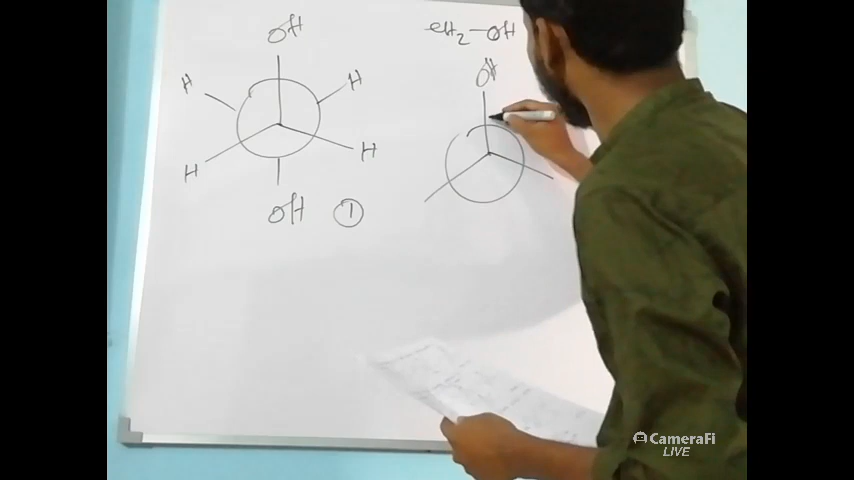 OH
H H
H H
OH ①
CH2-OH
OH
CameraFi
LIVE